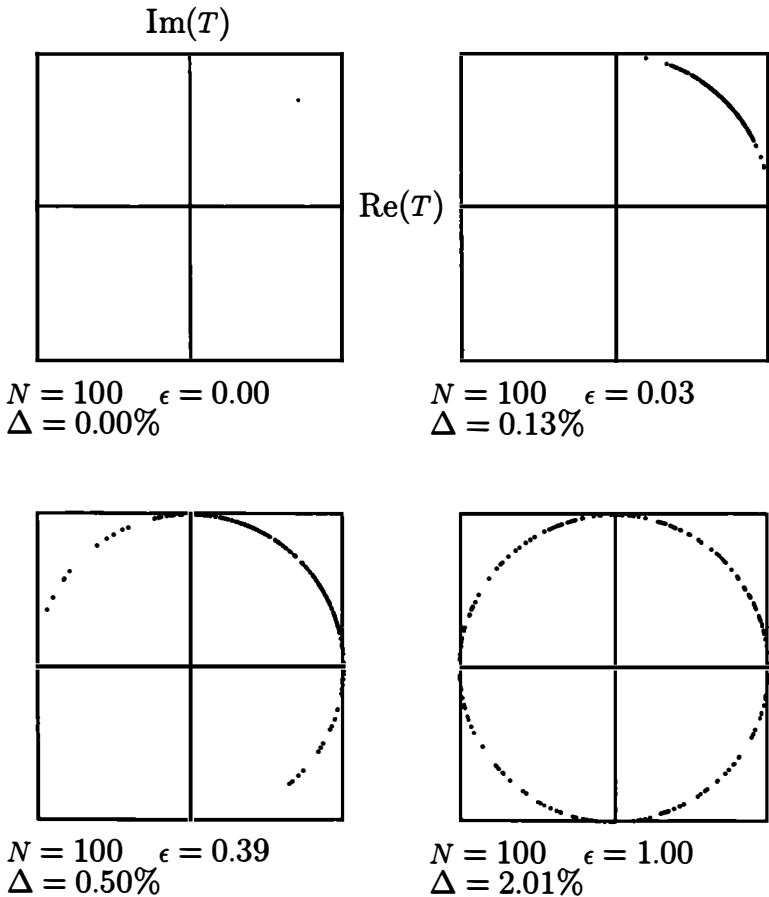 Im(T)
Re(T)
N = 100 ϵ = 0.00
Δ = 0.00%
N = 100 ϵ = 0.03
Δ = 0.13%
N = 100 ϵ = 0.39
Δ = 0.50%
N = 100 ϵ = 1.00
Δ = 2.01%